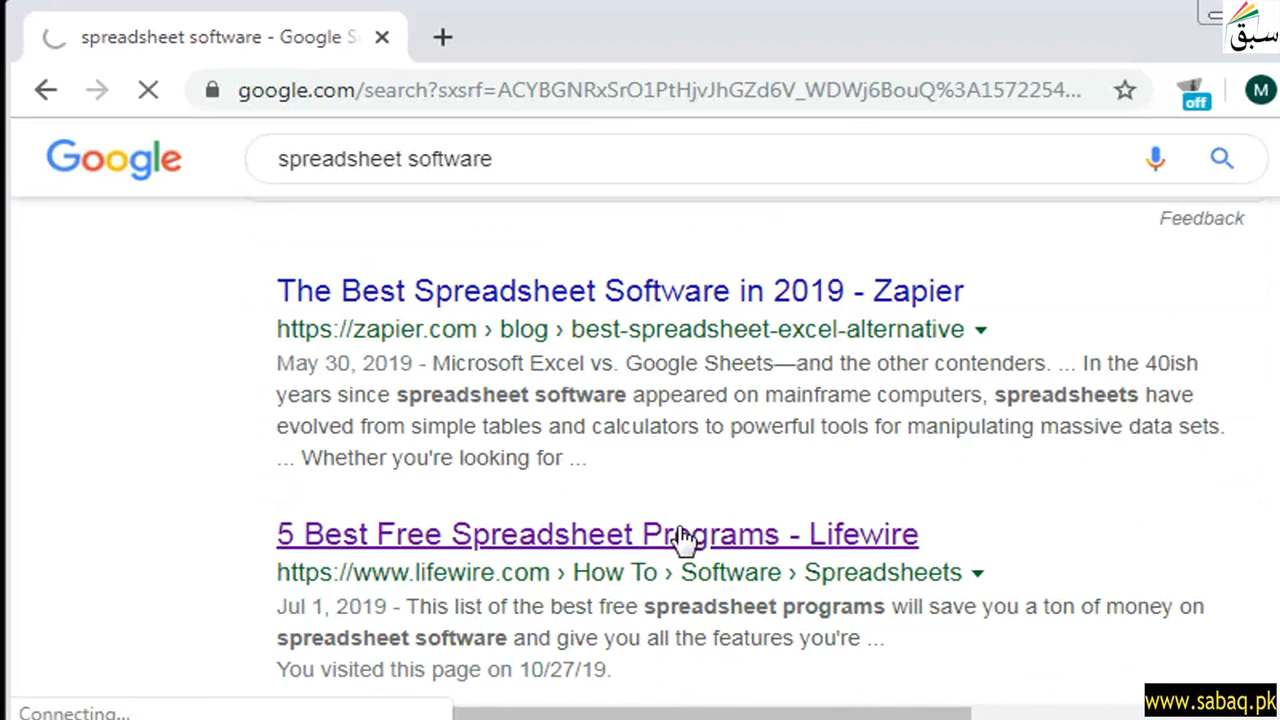 spreadsheet software - Google S
سبق
google.com/search?sxsrf=ACYBGNRxSrO1PtHjvJhGZd6V_WDWj6BouQ%3A1572254...
off
M
Google
spreadsheet software
Feedback
The Best Spreadsheet Software in 2019 - Zapier
https://zapier.com › blog › best-spreadsheet-excel-alternative
May 30, 2019 - Microsoft Excel vs. Google Sheets—and the other contenders. ... In the 40ish
years since spreadsheet software appeared on mainframe computers, spreadsheets have
evolved from simple tables and calculators to powerful tools for manipulating massive data sets.
... Whether you're looking for ...
5 Best Free Spreadsheet Programs - Lifewire
https://www.lifewire.com › How To › Software › Spreadsheets
Jul 1, 2019 - This list of the best free spreadsheet programs will save you a ton of money on
spreadsheet software and give you all the features you're ...
You visited this page on 10/27/19.
Connecting...
www.sabaq.pk